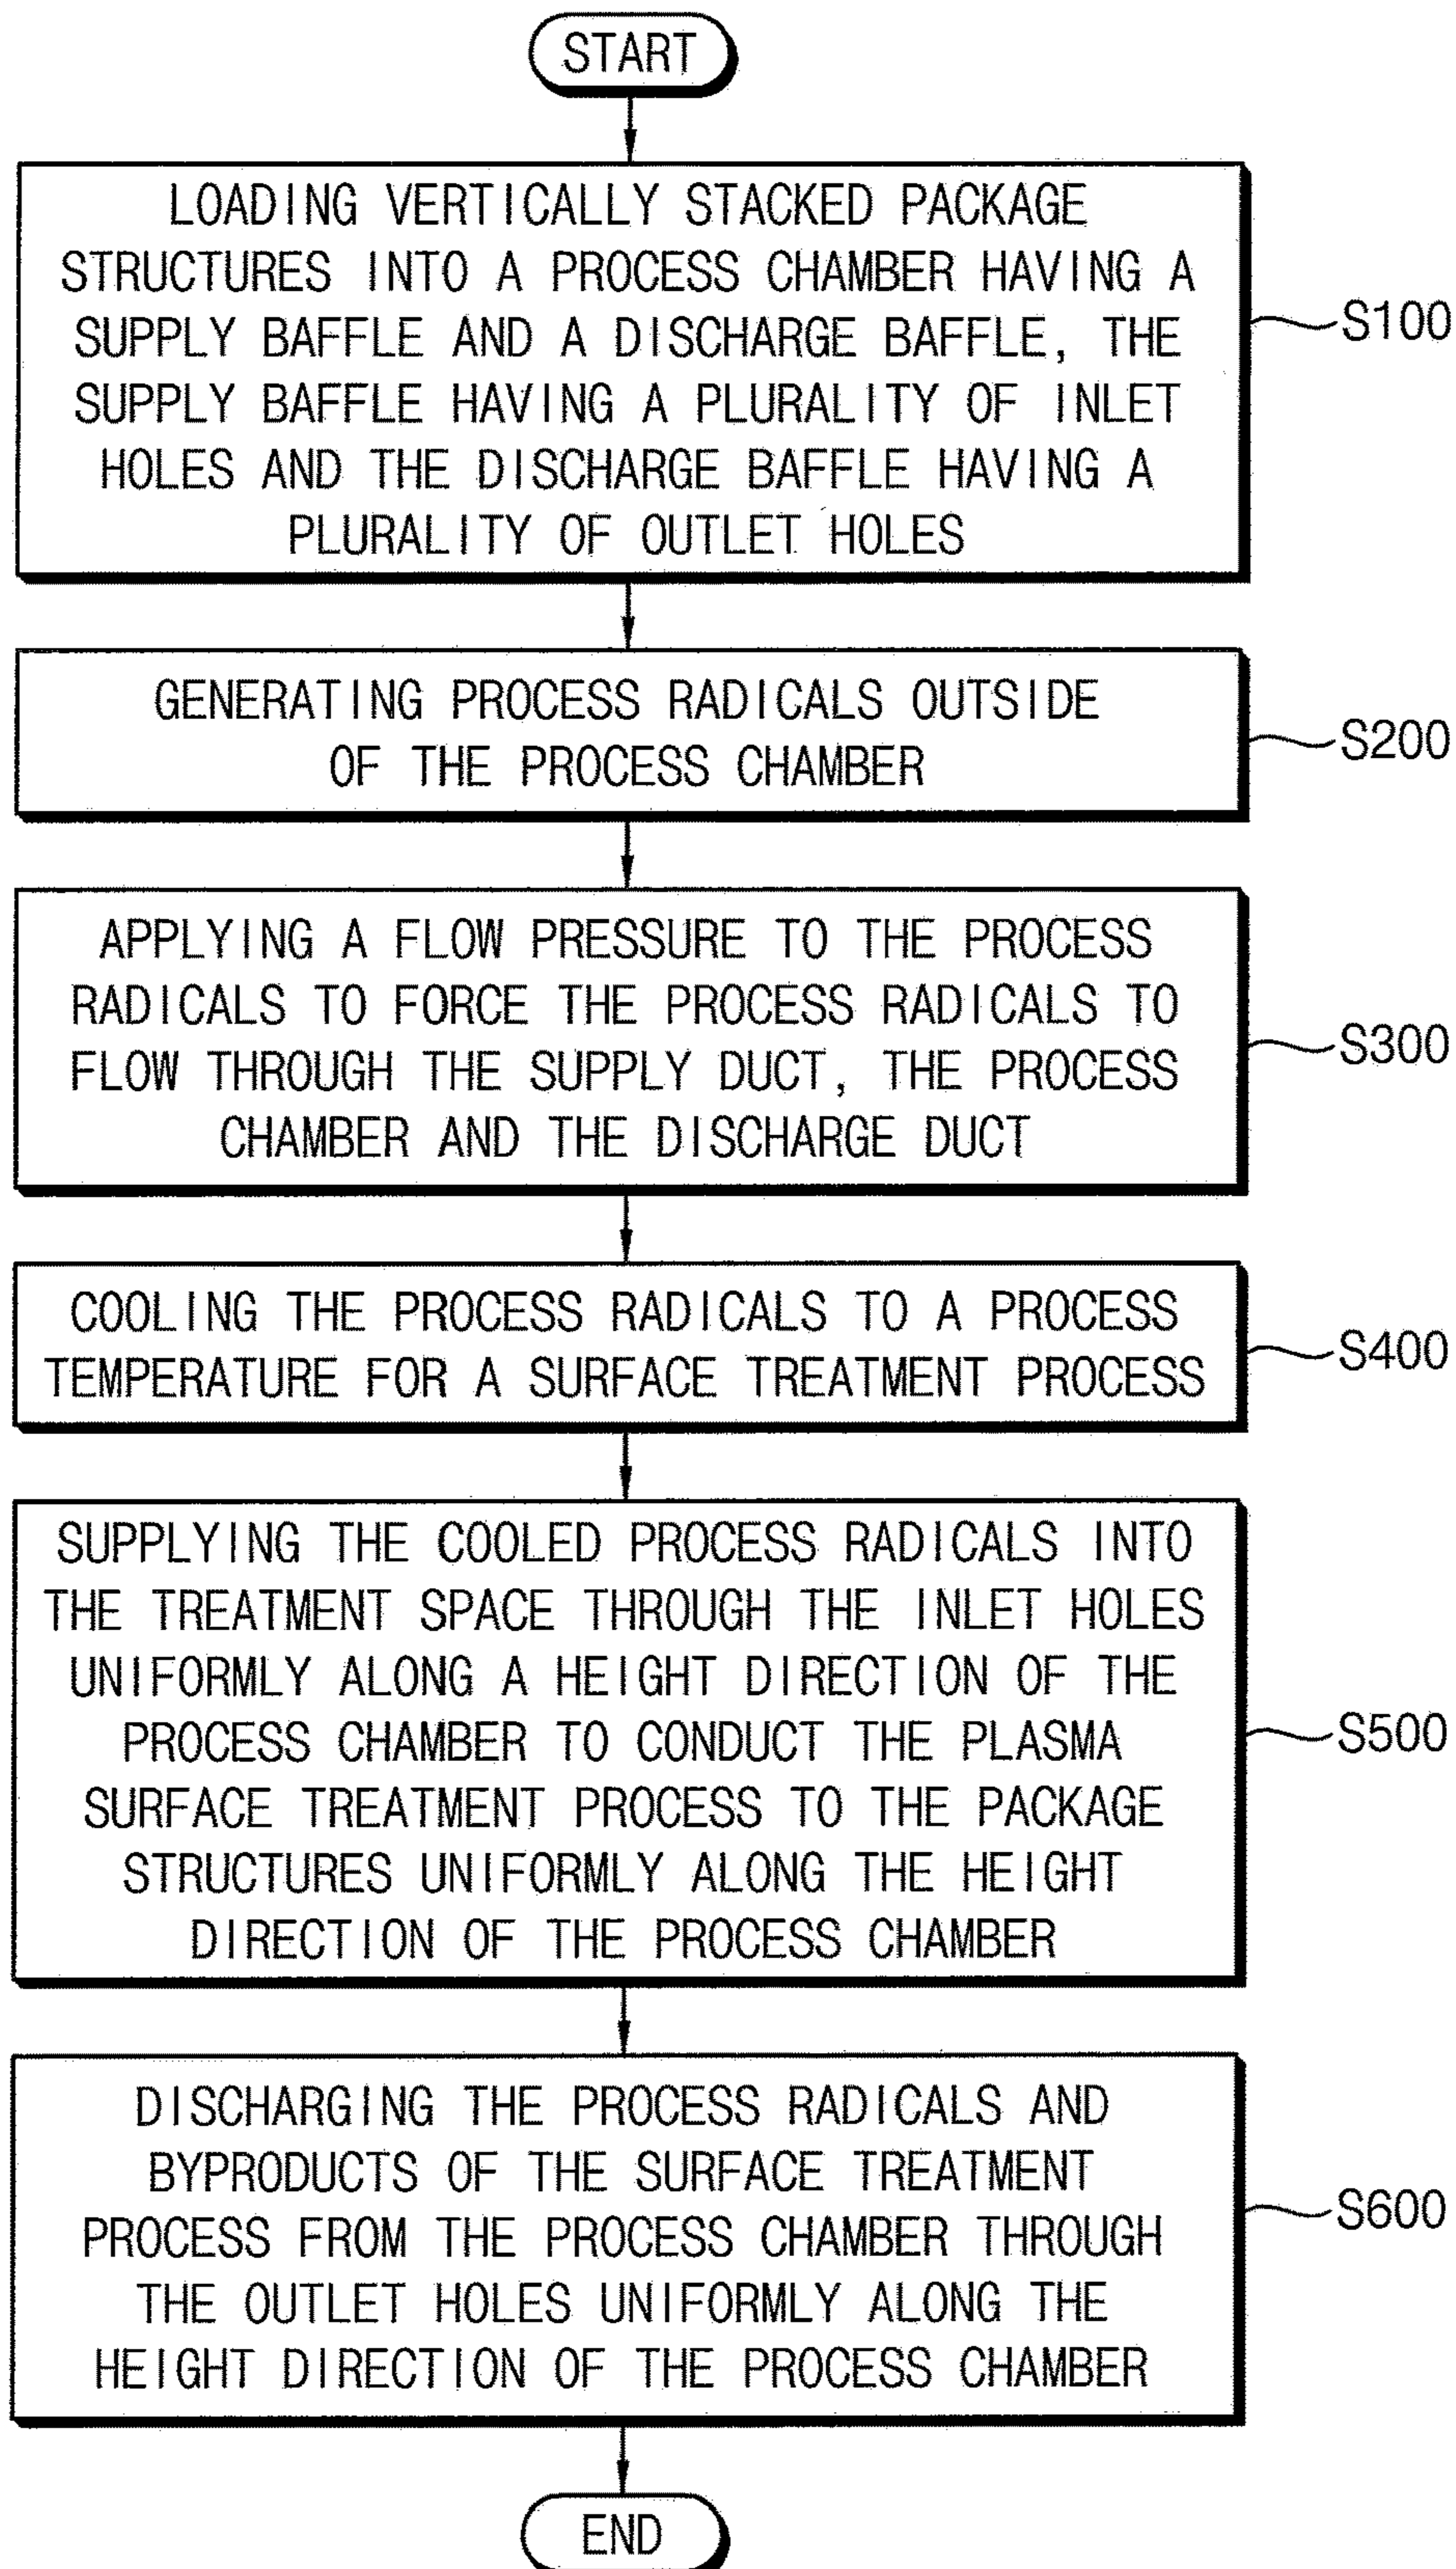 START
LOADING VERTICALLY STACKED PACKAGE
STRUCTURES INTO A PROCESS CHAMBER HAVING A
SUPPLY BAFFLE AND A DISCHARGE BAFFLE, THE
SUPPLY BAFFLE HAVING A PLURALITY OF INLET
HOLES AND THE DISCHARGE BAFFLE HAVING A
PLURALITY OF OUTLET HOLES
S100
GENERATING PROCESS RADICALS OUTSIDE
OF THE PROCESS CHAMBER
S200
APPLYING A FLOW PRESSURE TO THE PROCESS
RADICALS TO FORCE THE PROCESS RADICALS TO
FLOW THROUGH THE SUPPLY DUCT, THE PROCESS
CHAMBER AND THE DISCHARGE DUCT
S300
COOLING THE PROCESS RADICALS TO A PROCESS
TEMPERATURE FOR A SURFACE TREATMENT PROCESS
S400
SUPPLYING THE COOLED PROCESS RADICALS INTO
THE TREATMENT SPACE THROUGH THE INLET HOLES
UNIFORMLY ALONG A HEIGHT DIRECTION OF THE
PROCESS CHAMBER TO CONDUCT THE PLASMA
SURFACE TREATMENT PROCESS TO THE PACKAGE
STRUCTURES UNIFORMLY ALONG THE HEIGHT
DIRECTION OF THE PROCESS CHAMBER
S500
DISCHARGING THE PROCESS RADICALS AND
BYPRODUCTS OF THE SURFACE TREATMENT
PROCESS FROM THE PROCESS CHAMBER THROUGH
THE OUTLET HOLES UNIFORMLY ALONG THE
HEIGHT DIRECTION OF THE PROCESS CHAMBER
S600
END